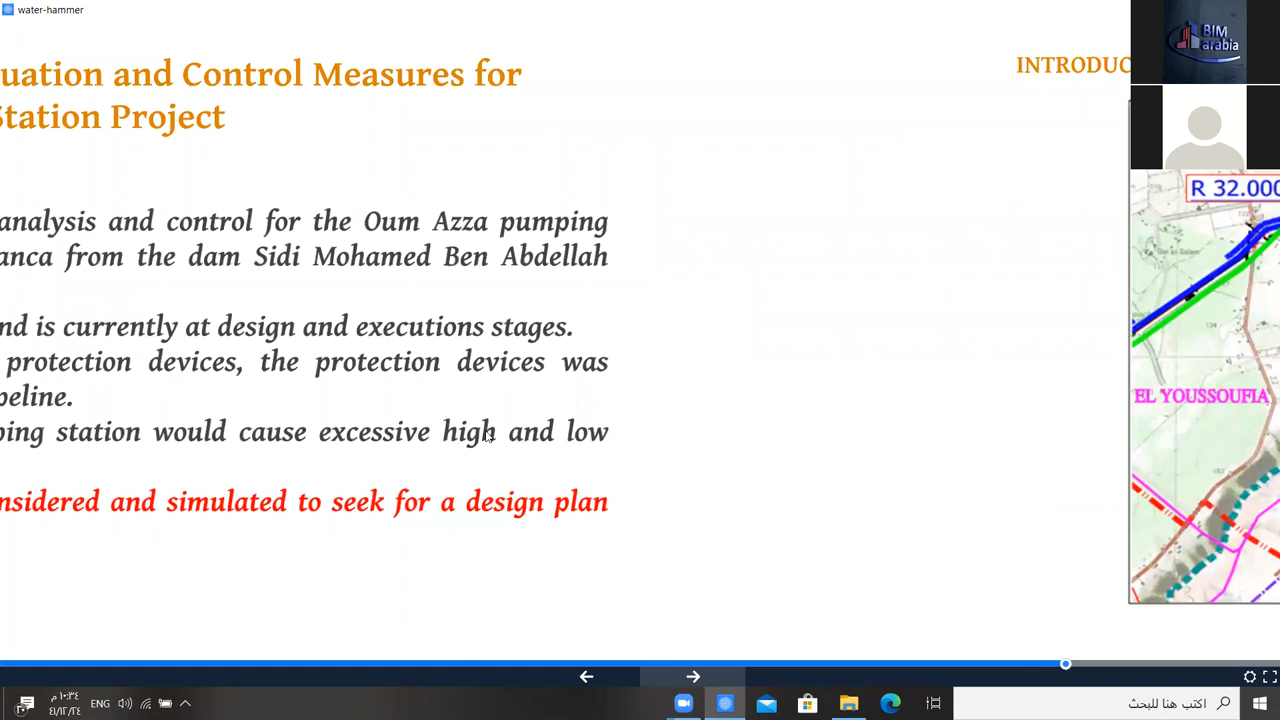 water-hammer
uation and Control Measures for
Station Project
INTRODUC
BIM
arabia
analysis and control for the Oum Azza pumping
anca from the dam Sidi Mohamed Ben Abdellah
nd is currently at design and executions stages.
protection devices, the protection devices was
peline.
ping station would cause excessive high and low
nsidered and simulated to seek for a design plan
R 32.000
EL YOUSSOUFIA
ENG
١٠:٣٤ م
اكتب هنا للبحث